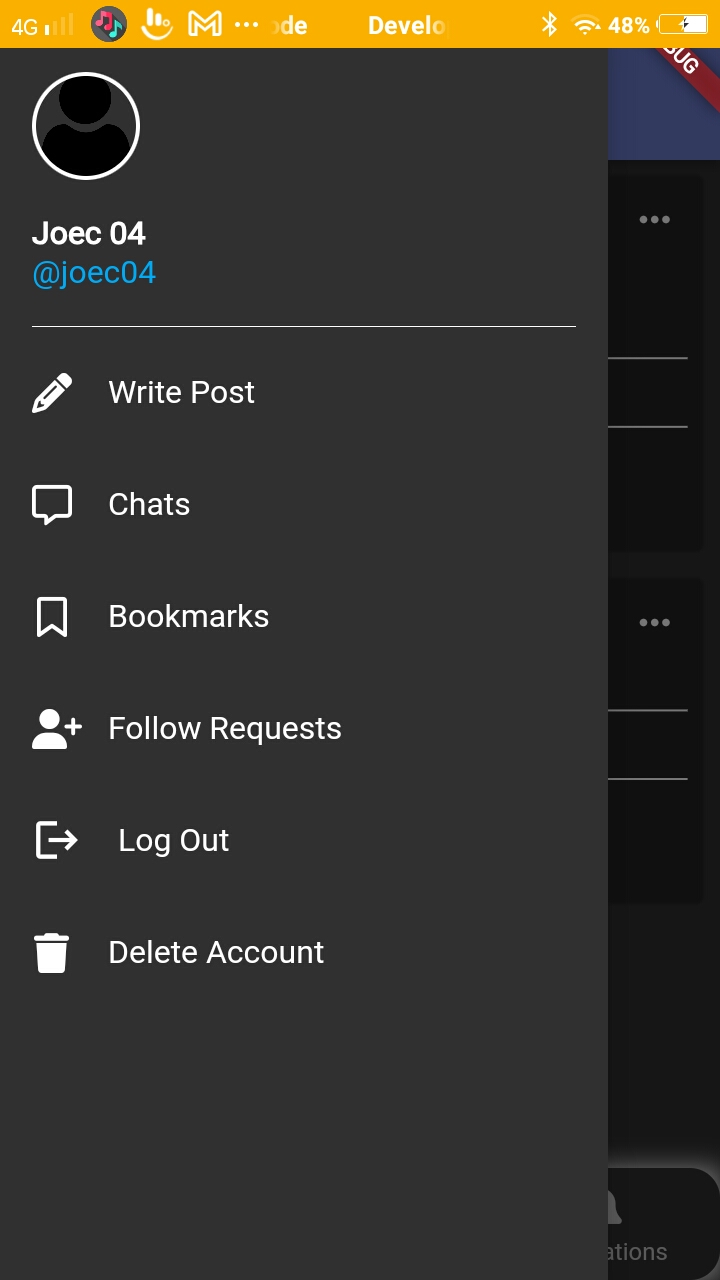 4G ode Develo 48%
BUG
Joec 04
@joec04
Write Post
Chats
Bookmarks
Follow Requests
Log Out
Delete Account
ations